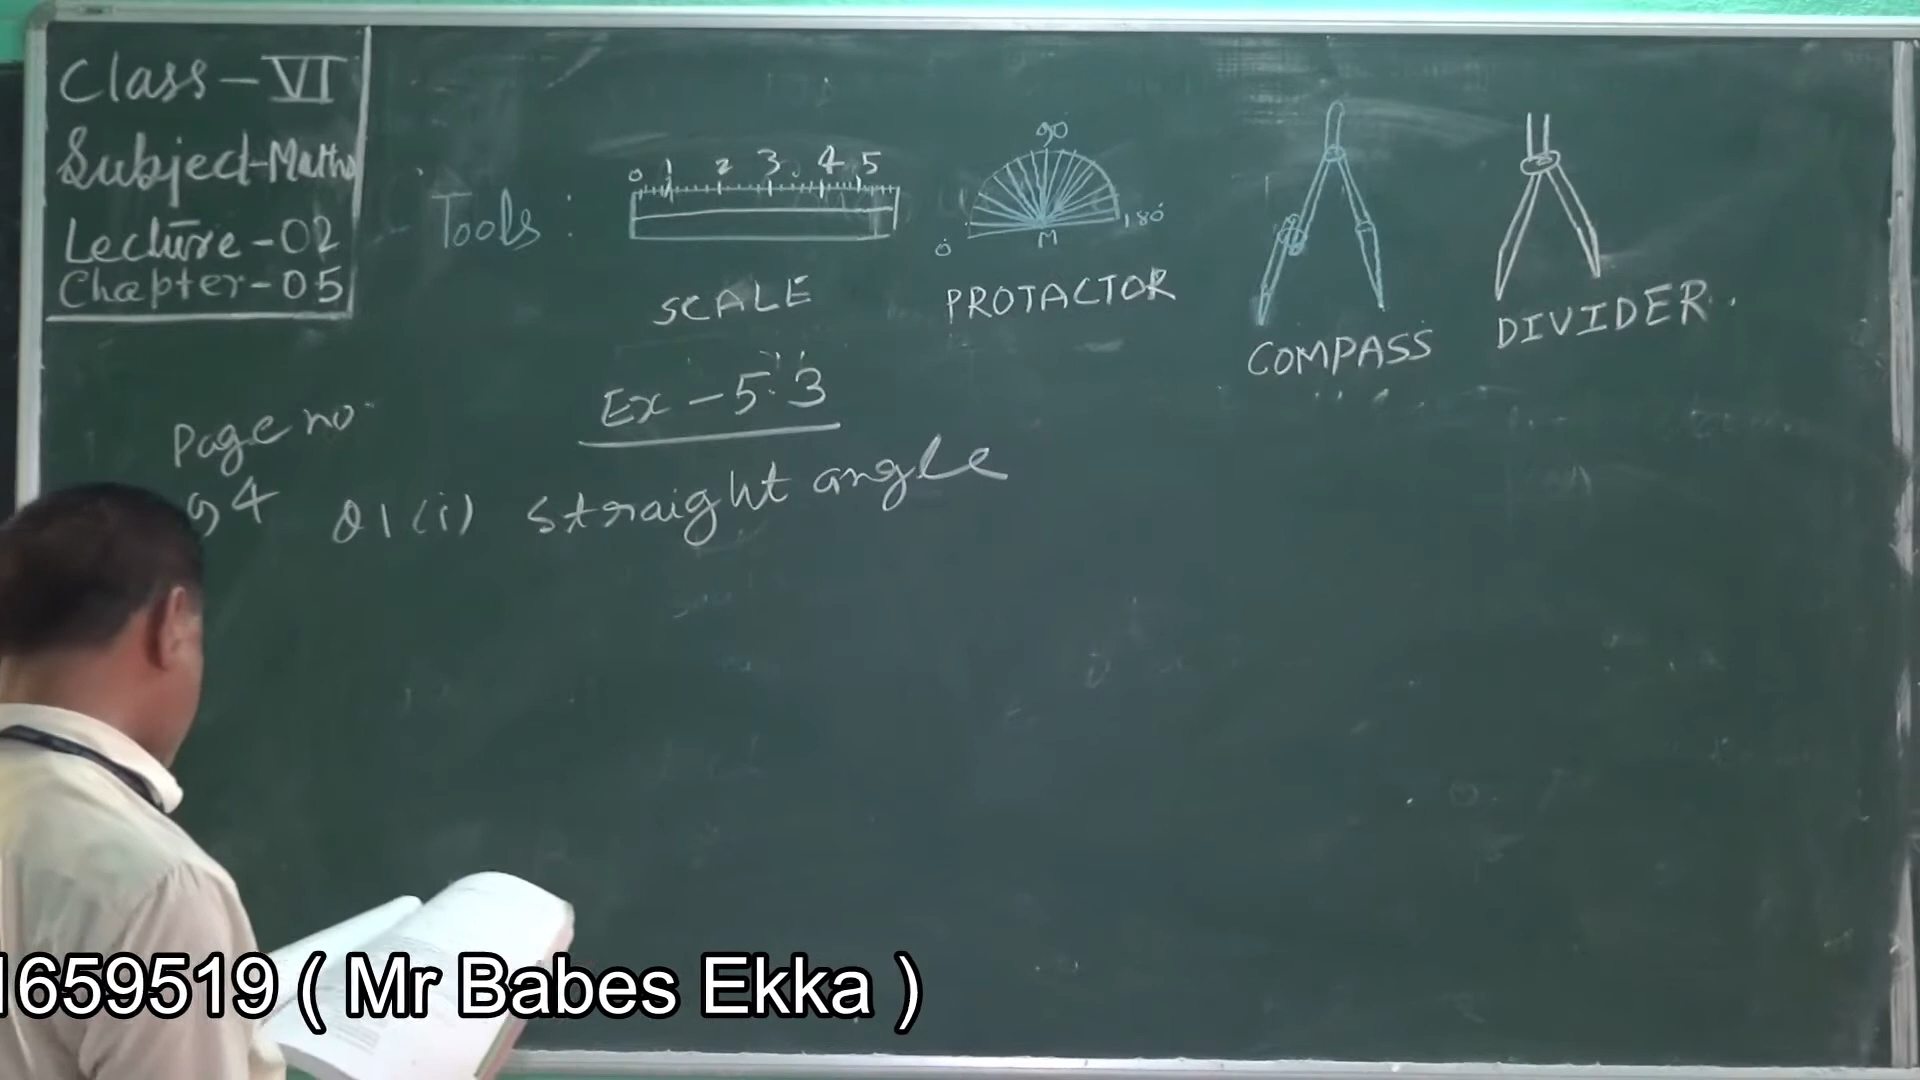 Class - VI
Subject - Maths
Lecture - 02
Chapter - 05
Tools :
0 1 2 3 4 5
SCALE
0° 90° 180°
M
PROTACTOR
COMPASS
DIVIDER
Ex - 5.3
Page no.
94 Q1 (i) straight angle
1659519 ( Mr Babes Ekka )